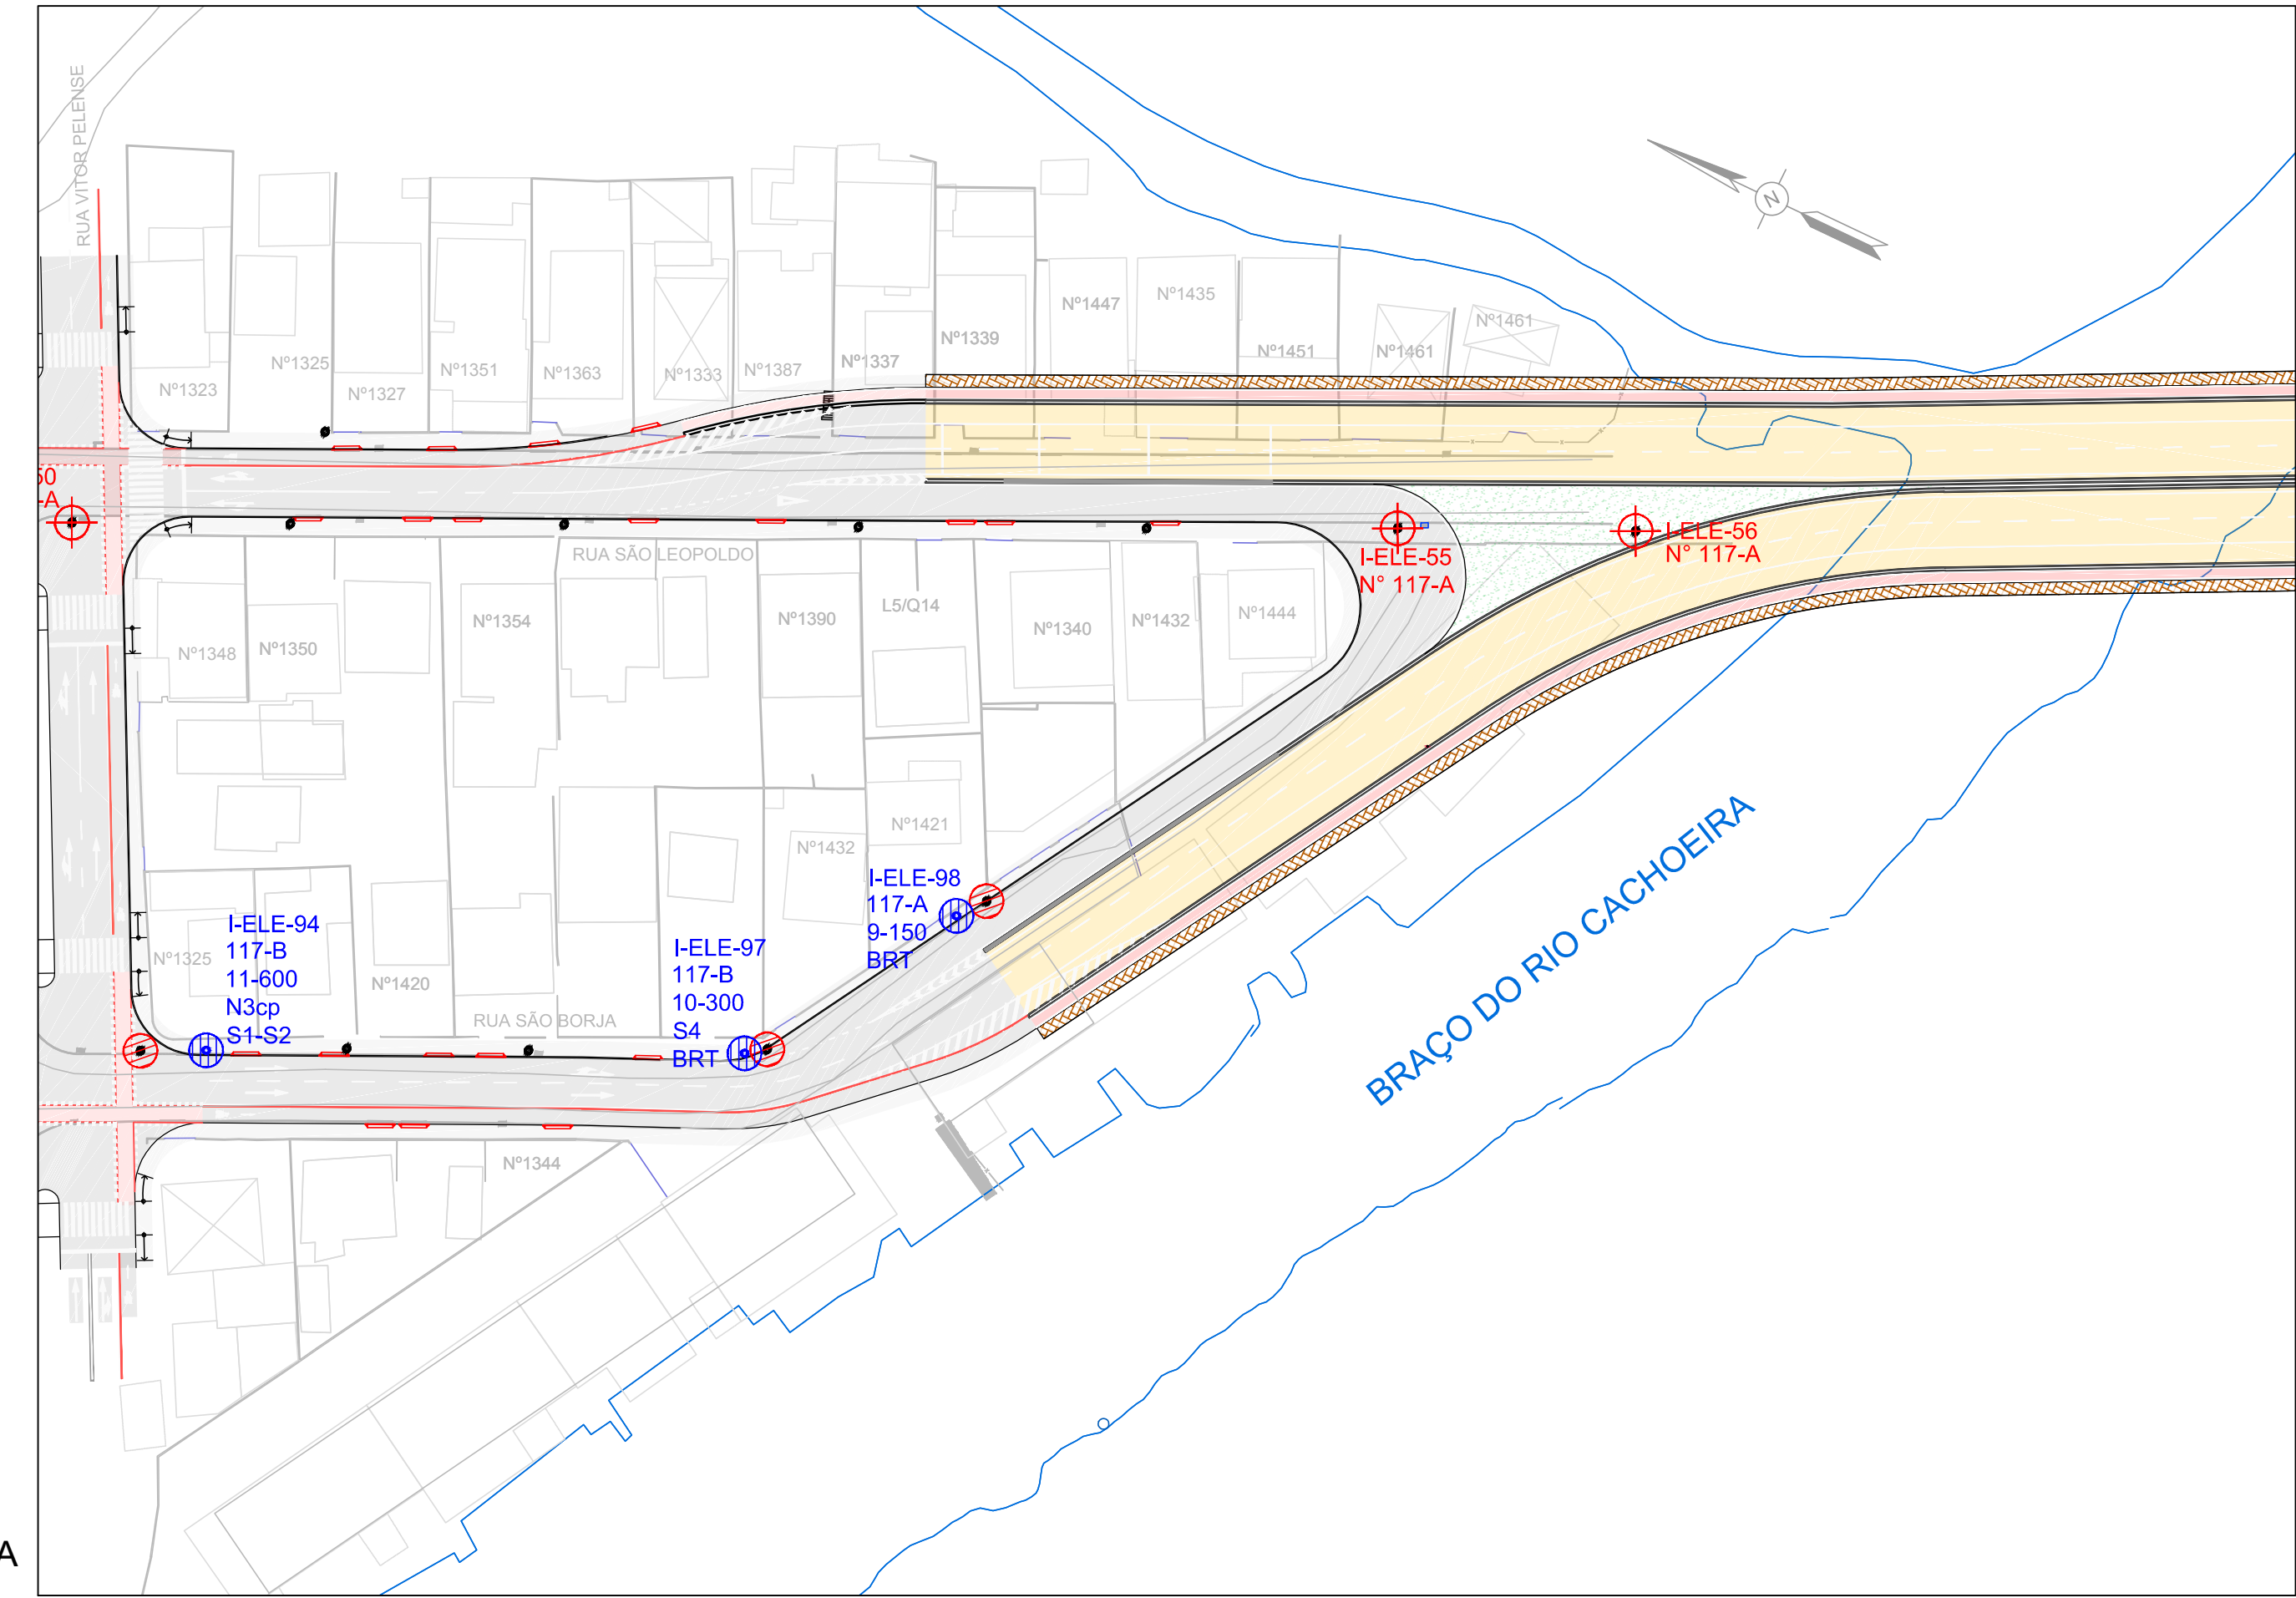 RUA VITOR PELENSE
Nº1323
Nº1325
Nº1327
Nº1351
Nº1363
Nº1333
Nº1387
Nº1337
Nº1339
Nº1447
Nº1435
Nº1451
Nº1461
Nº1461
N
50
-A
RUA SÃO LEOPOLDO
I-ELE-55
N° 117-A
I-ELE-56
N° 117-A
Nº1348
Nº1350
Nº1354
Nº1390
L5/Q14
Nº1340
Nº1432
Nº1444
Nº1421
Nº1432
I-ELE-98
117-A
9-150
BRT
I-ELE-94
117-B
11-600
N3cp
S1-S2
I-ELE-97
117-B
10-300
S4
BRT
Nº1325
Nº1420
RUA SÃO BORJA
Nº1344
BRAÇO DO RIO CACHOEIRA
A